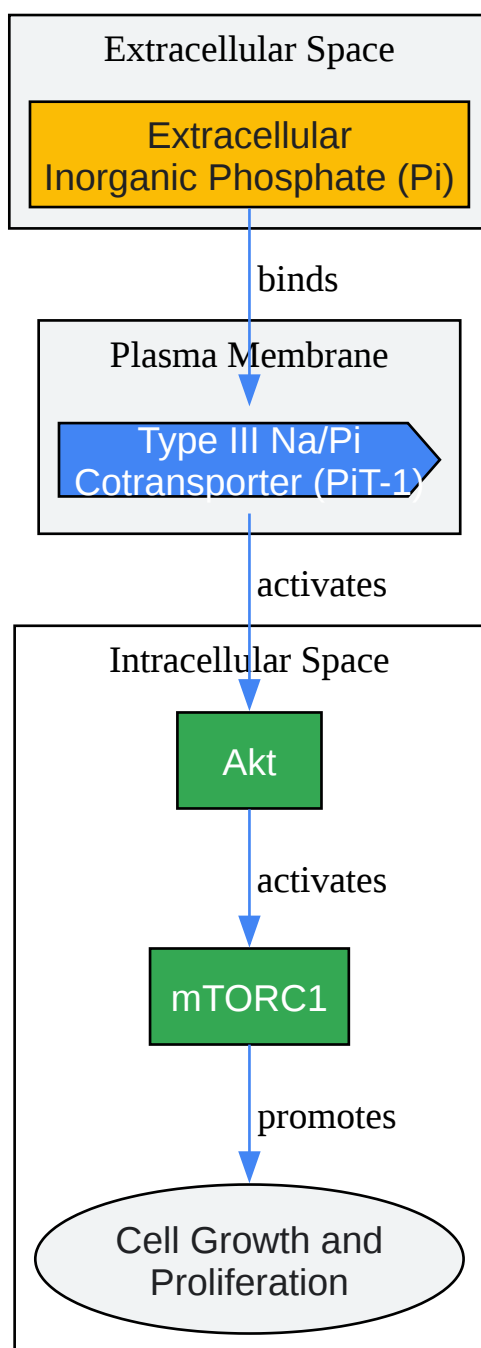 Extracellular Space
Extracellular
Inorganic Phosphate (Pi)
binds
Plasma Membrane
Type III Na/Pi
Cotransporter (PiT-1)
activates
Intracellular Space
Akt
activates
mTORC1
promotes
Cell Growth and
Proliferation